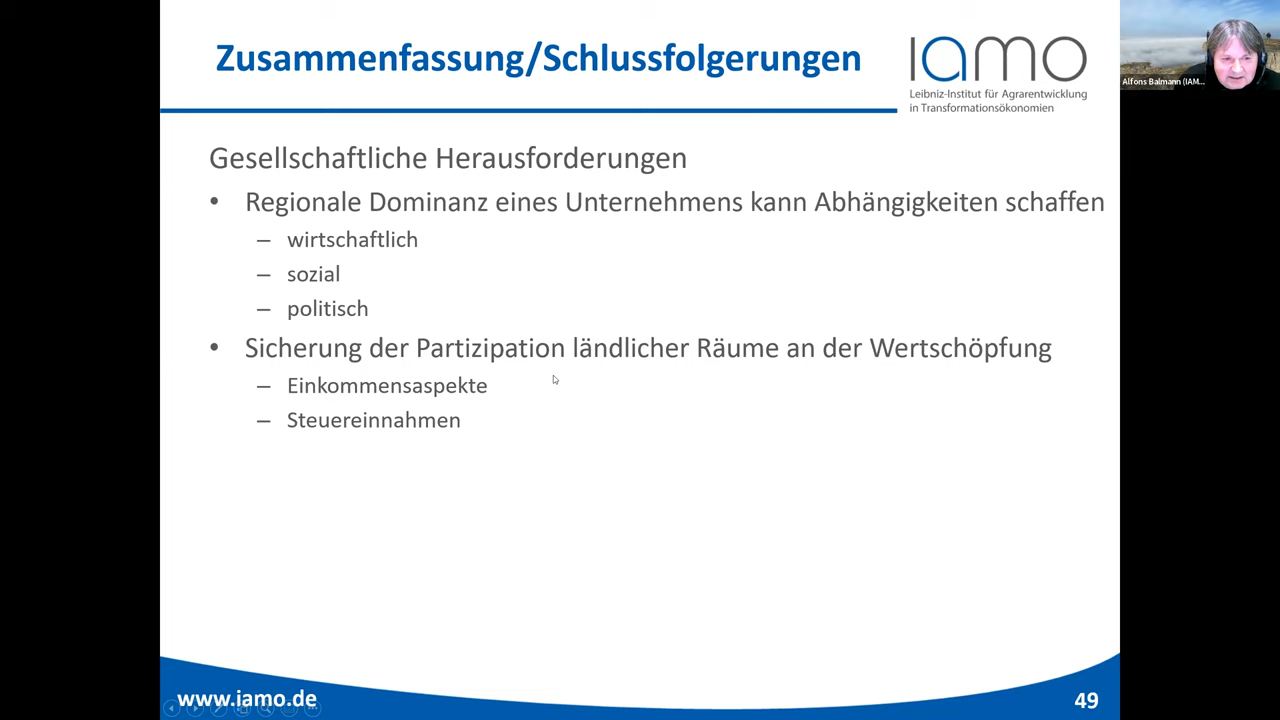 Zusammenfassung/Schlussfolgerungen
IAMO
Leibniz-Institut für Agrarentwicklung
in Transformationsökonomien
Alfons Balmann (IAM...
Gesellschaftliche Herausforderungen
• Regionale Dominanz eines Unternehmens kann Abhängigkeiten schaffen
– wirtschaftlich
– sozial
– politisch
• Sicherung der Partizipation ländlicher Räume an der Wertschöpfung
– Einkommensaspekte
– Steuereinnahmen
www.iamo.de
49